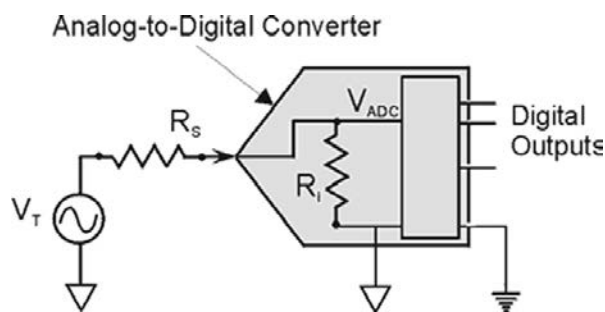 Analog-to-Digital Converter
V_ADC
R_S
Digital
Outputs
R_I
V_T